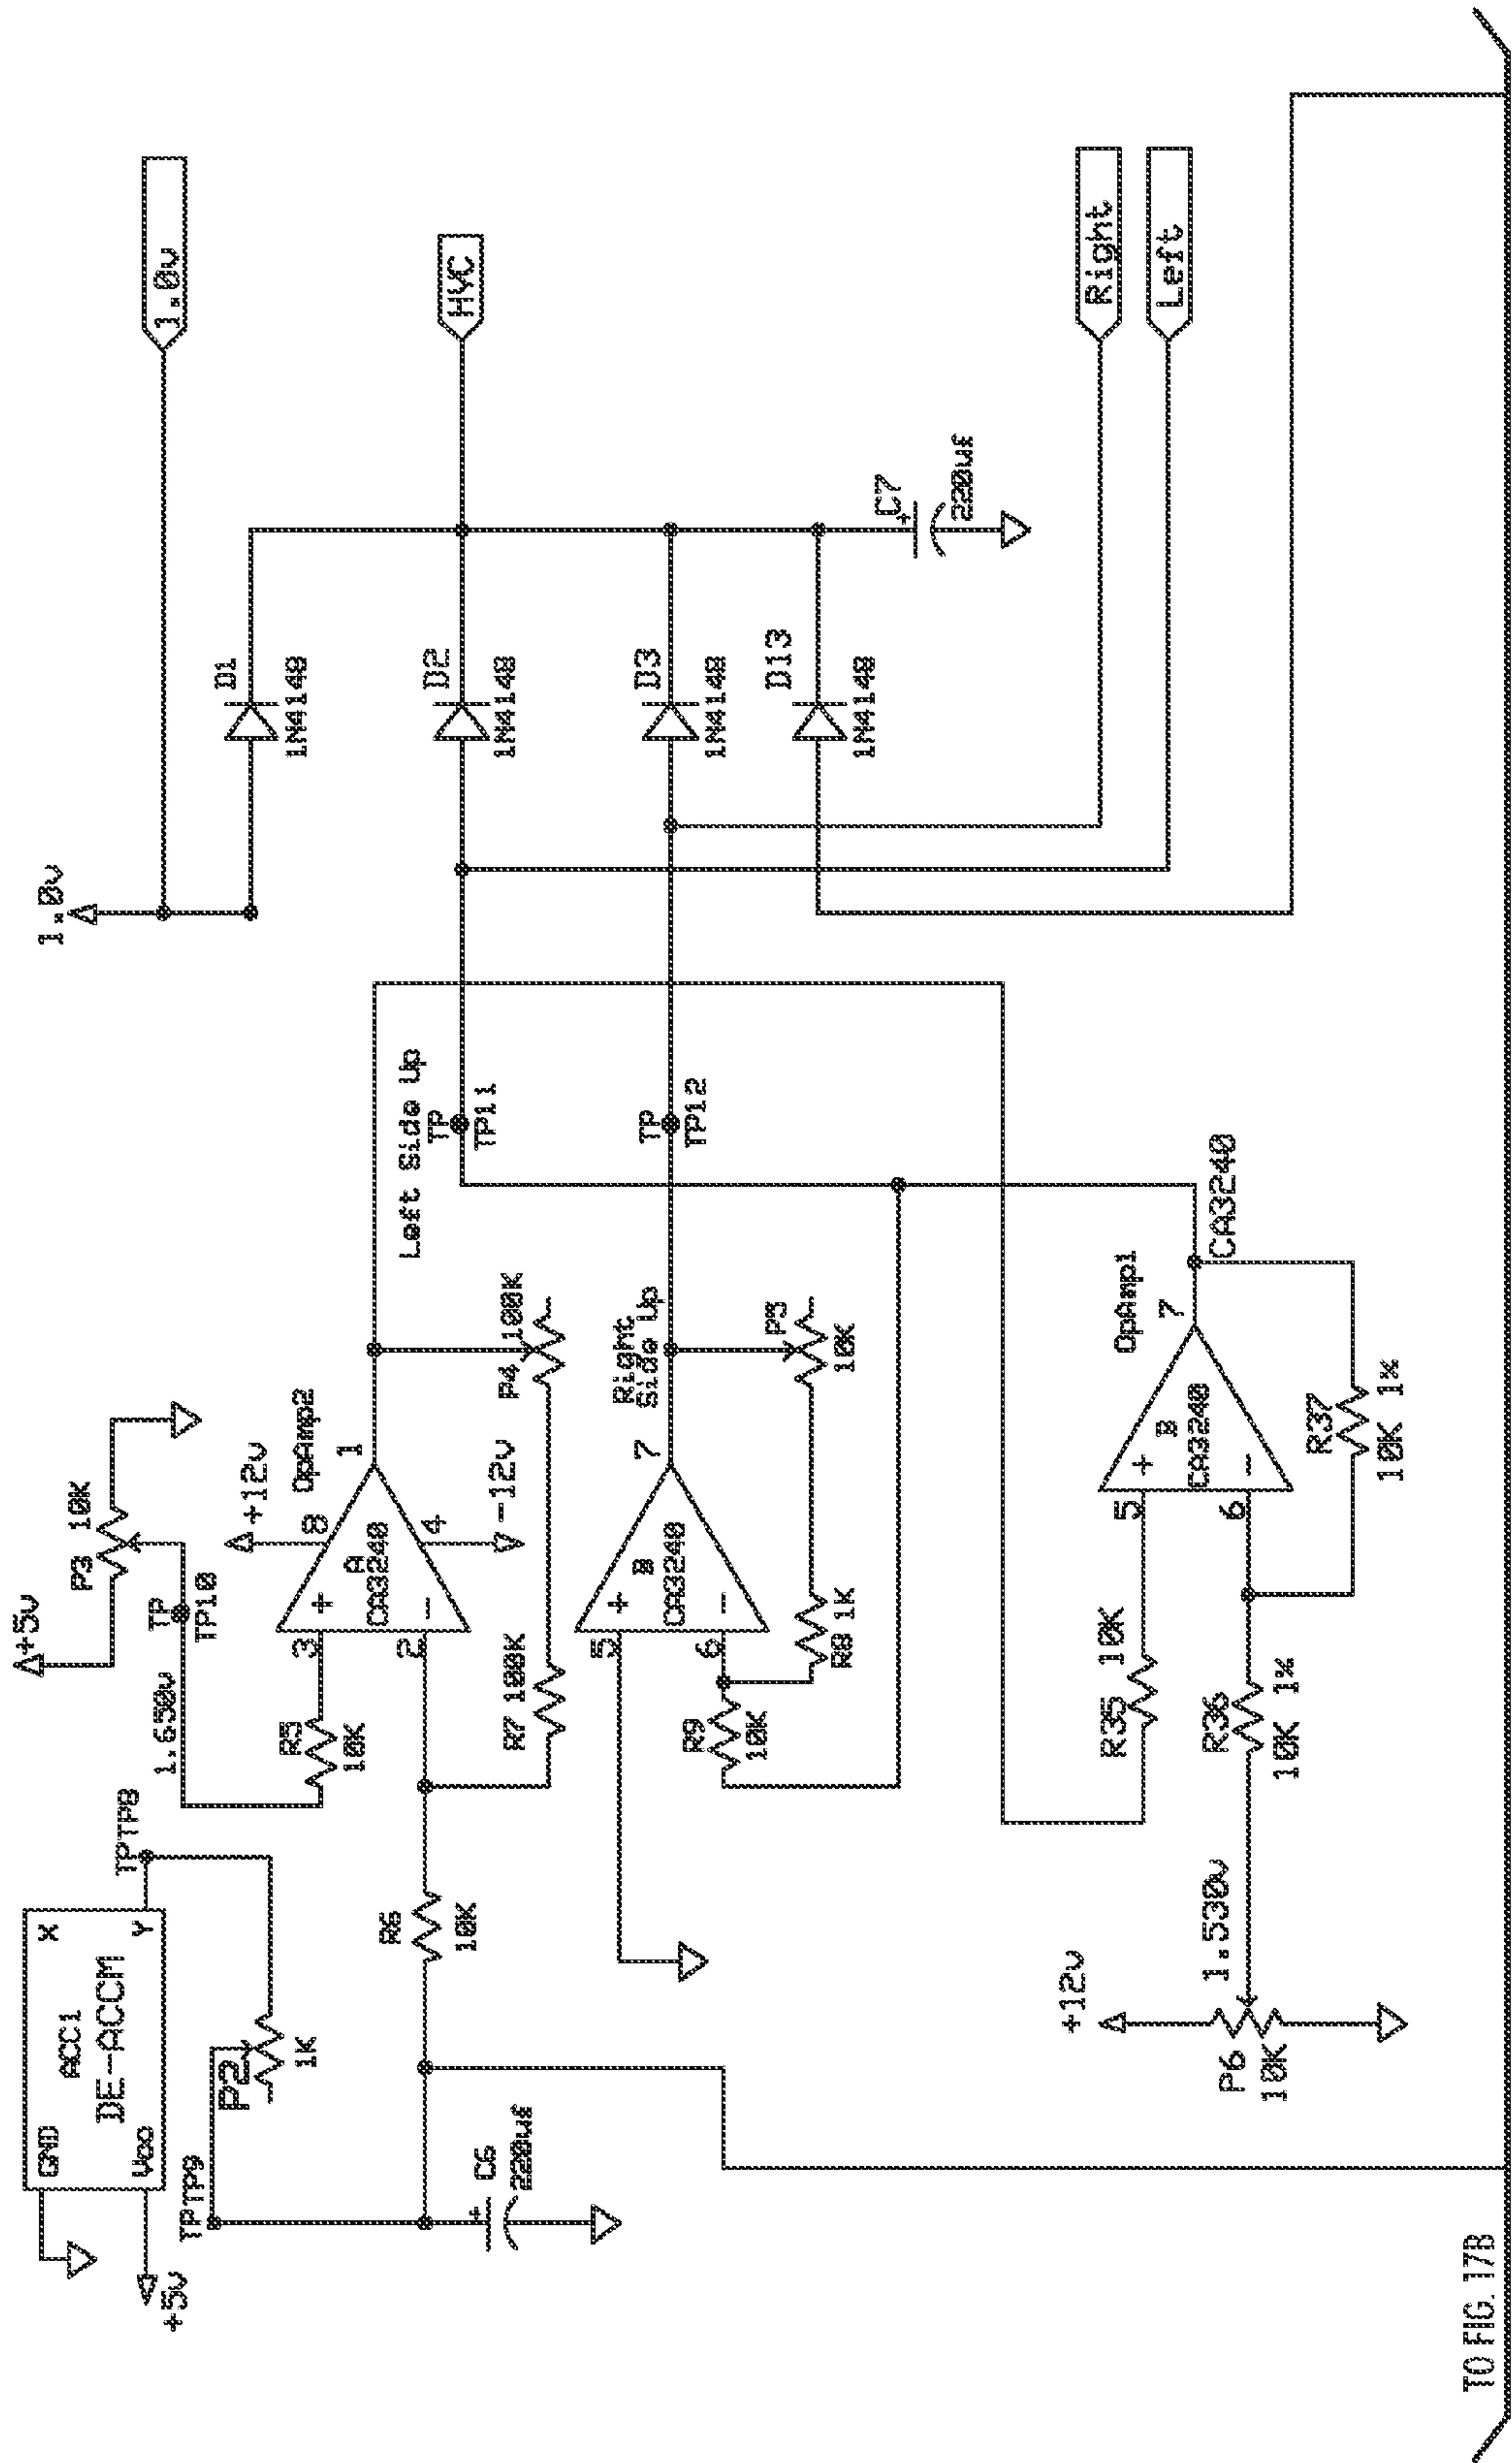 +5v
GND
X
ACC1
DE-ACCM
Voo
Y
+5v
TPTP8
P2
1K
TPTP9
C6
+
220uf
1.650v
TP
TP10
P3
10K
R5
10K
3
+
A
CA3240
2
-
+12v
8
OpAmp2
1
4
-12v
R6
10K
R7 100K
P4
100K
Left Side Up
TP
TP11
1.0v
1.0v
D1
1N4148
D2
1N4148
HVC
R9
10K
5
+
B
CA3240
6
-
7
R8 1K
Right
Side Up
P5
10K
TP
TP12
D3
1N4148
D13
1N4148
C7
+
220uf
Right
Left
+12v
P6
10K
1.530v
R35
10K
R36
10K 1%
5
+
B
CA3240
6
-
OpAmp1
7
CA3240
R37
10K 1%
TO FIG. 17B